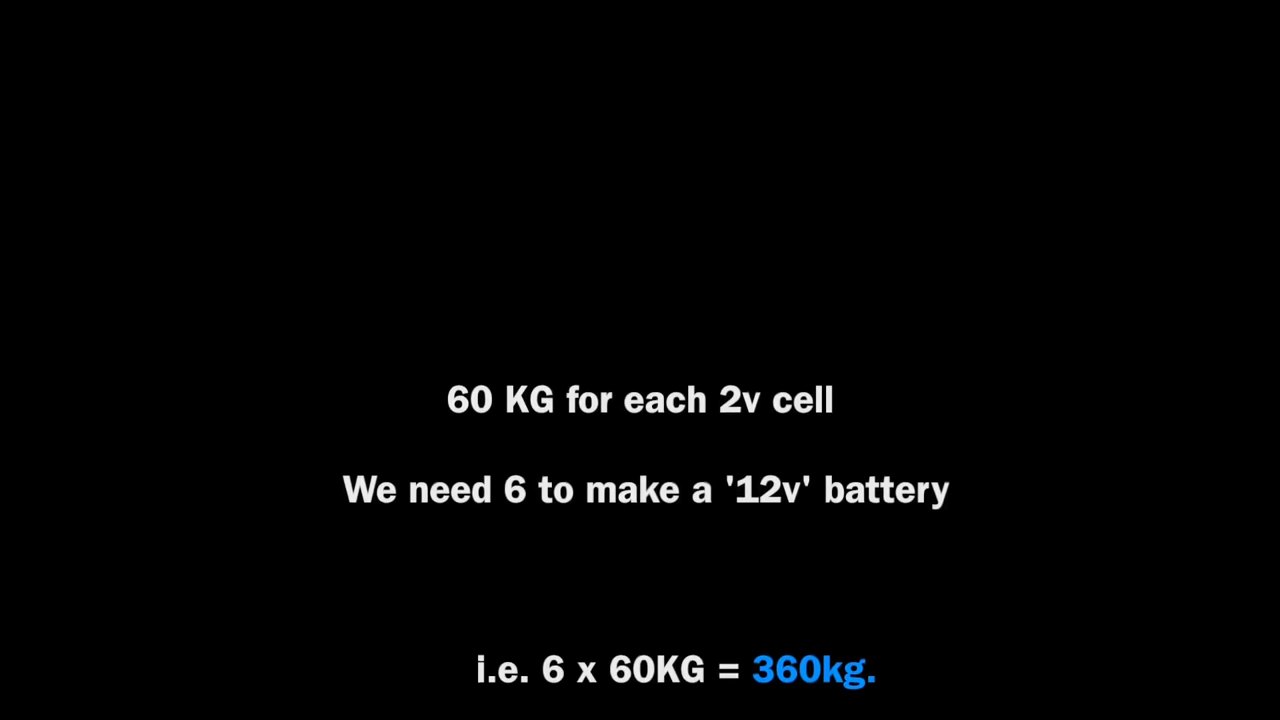 60 KG for each 2v cell
We need 6 to make a '12v' battery
i.e. 6 x 60KG = 360kg.